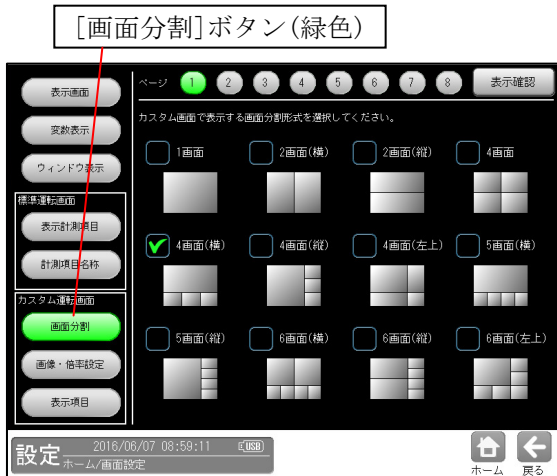 [画面分割]ボタン(緑色)
ページ 1 2 3 4 5 6 7 8 表示確認
表示画面
変数表示
ウィンドウ表示
標準運転画面
表示計測項目
計測項目名称
カスタム運転画面
画面分割
画像・倍率設定
表示項目
カスタム画面で表示する画面分割形式を選択してください。
1画面 2画面(横) 2画面(縦) 4画面
4画面(横) 4画面(縦) 4画面(左上) 5画面(横)
5画面(縦) 6画面(横) 6画面(縦) 6画面(左上)
設定 2016/06/07 08:59:11 USB
ホーム/画面設定
ホーム 戻る